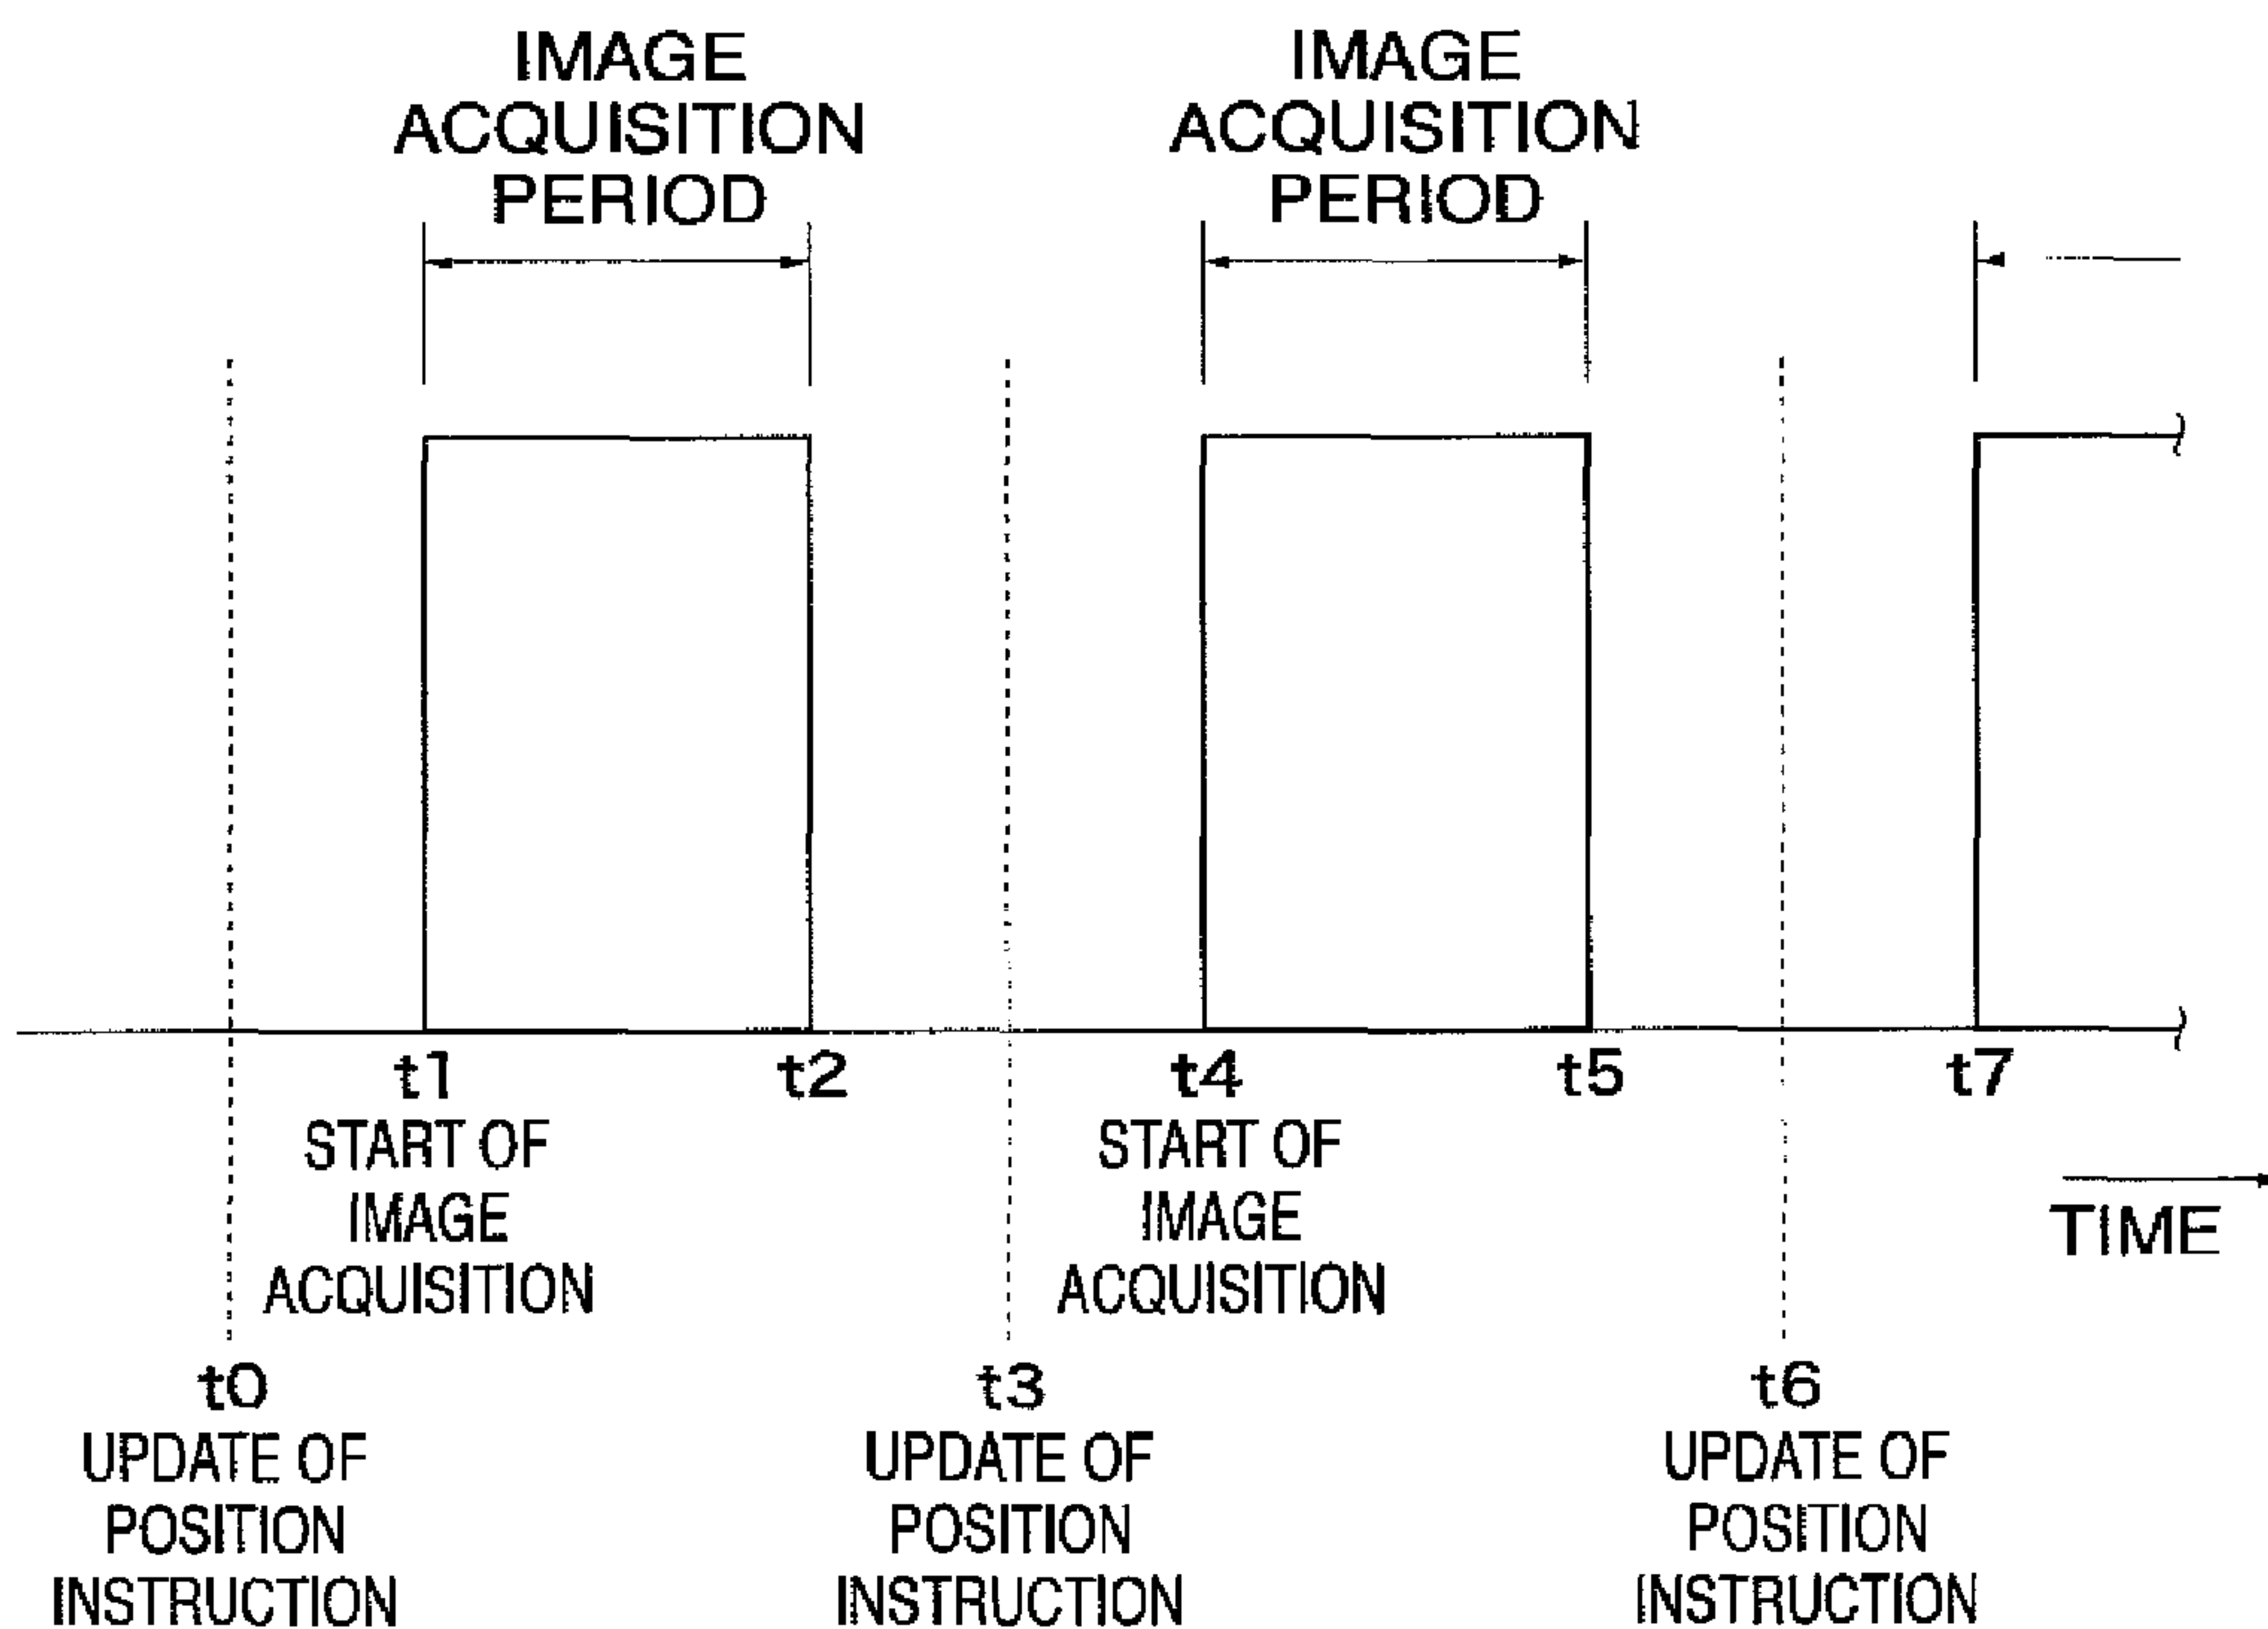 IMAGE
ACQUISITION
PERIOD
IMAGE
ACQUISITION
PERIOD
t1
START OF
IMAGE
ACQUISITION
t2
t4
START OF
IMAGE
ACQUISITION
t5
t7
TIME
t0
UPDATE OF
POSITION
INSTRUCTION
t3
UPDATE OF
POSITION
INSTRUCTION
t6
UPDATE OF
POSITION
INSTRUCTION